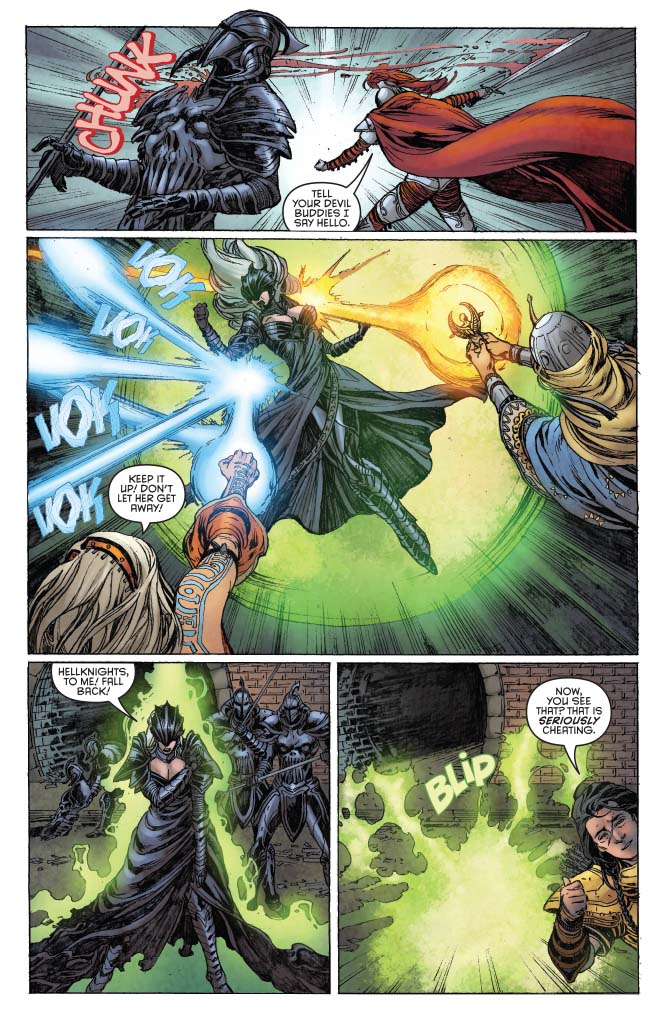 CHUNK
TELL
YOUR DEVIL
BUDDIES I
SAY HELLO.
VOK
VOK
VOK
VOK
KEEP IT
UP! DON'T
LET HER GET
AWAY!
HELLKNIGHTS,
TO ME! FALL
BACK!
NOW,
YOU SEE
THAT? THAT IS
SERIOUSLY
CHEATING.
BLIP